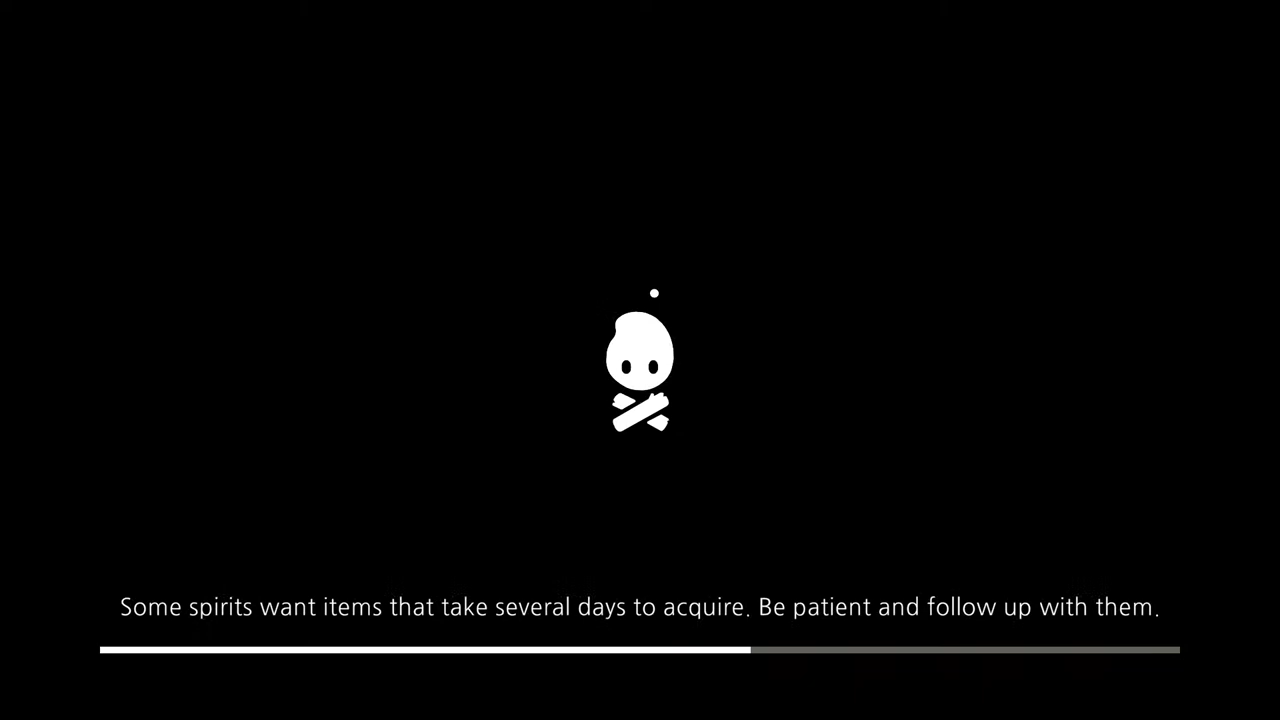 Some spirits want items that take several days to acquire. Be patient and follow up with them.